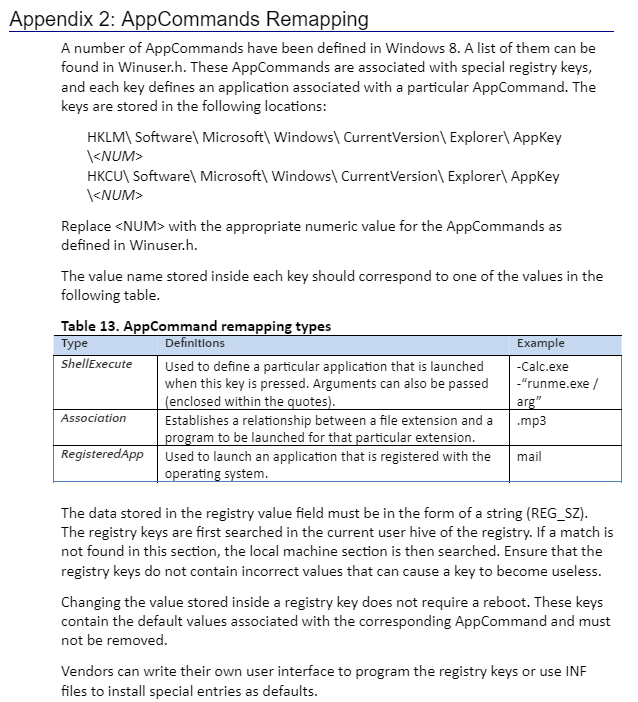 Appendix 2: AppCommands Remapping
A number of AppCommands have been defined in Windows 8. A list of them can be
found in Winuser.h. These AppCommands are associated with special registry keys,
and each key defines an application associated with a particular AppCommand. The
keys are stored in the following locations:
HKLM\ Software\ Microsoft\ Windows\ CurrentVersion\ Explorer\ AppKey
\<NUM>
HKCU\ Software\ Microsoft\ Windows\ CurrentVersion\ Explorer\ AppKey
\<NUM>
Replace <NUM> with the appropriate numeric value for the AppCommands as
defined in Winuser.h.
The value name stored inside each key should correspond to one of the values in the
following table.
Table 13. AppCommand remapping types
Type Definitions Example
ShellExecute Used to define a particular application that is launched -Calc.exe
when this key is pressed. Arguments can also be passed -"runme.exe /
(enclosed within the quotes). arg"
Association Establishes a relationship between a file extension and a .mp3
program to be launched for that particular extension.
RegisteredApp Used to launch an application that is registered with the mail
operating system.
The data stored in the registry value field must be in the form of a string (REG_SZ).
The registry keys are first searched in the current user hive of the registry. If a match is
not found in this section, the local machine section is then searched. Ensure that the
registry keys do not contain incorrect values that can cause a key to become useless.
Changing the value stored inside a registry key does not require a reboot. These keys
contain the default values associated with the corresponding AppCommand and must
not be removed.
Vendors can write their own user interface to program the registry keys or use INF
files to install special entries as defaults.